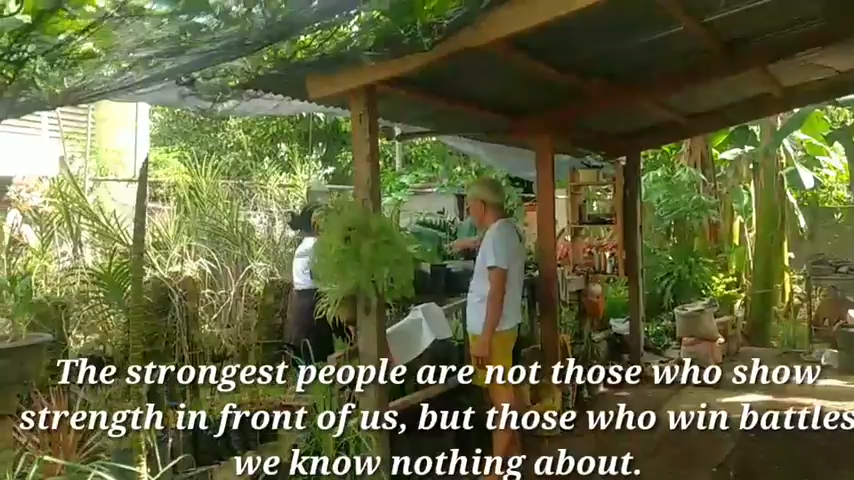 The strongest people are not those who show
strength in front of us, but those who win battles
we know nothing about.